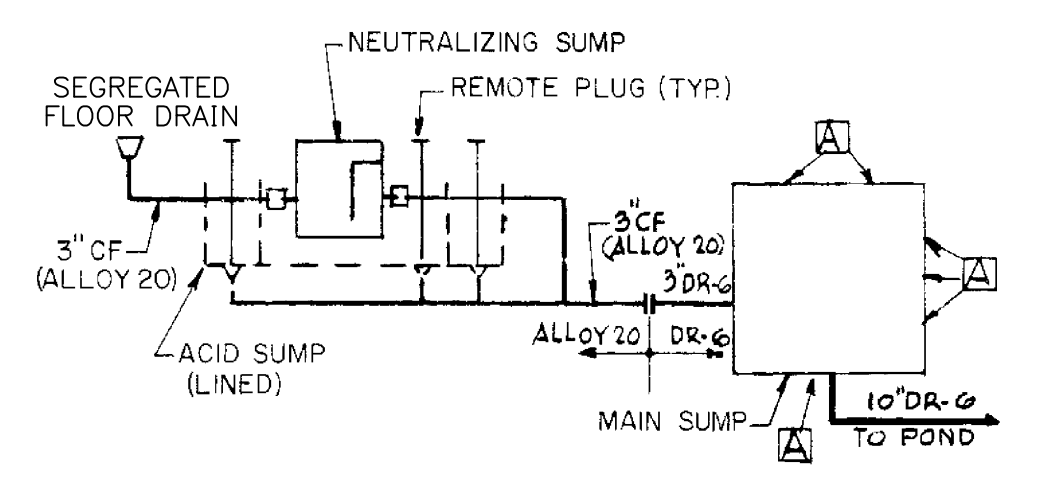 NEUTRALIZING SUMP
SEGREGATED
FLOOR DRAIN
REMOTE PLUG (TYP.)
A
3"CF
(ALLOY 20)
3"CF
(ALLOY 20)
A
3"DR-6
ALLOY 20
DR-6
ACID SUMP
(LINED)
MAIN SUMP
A
10"DR-6
TO POND